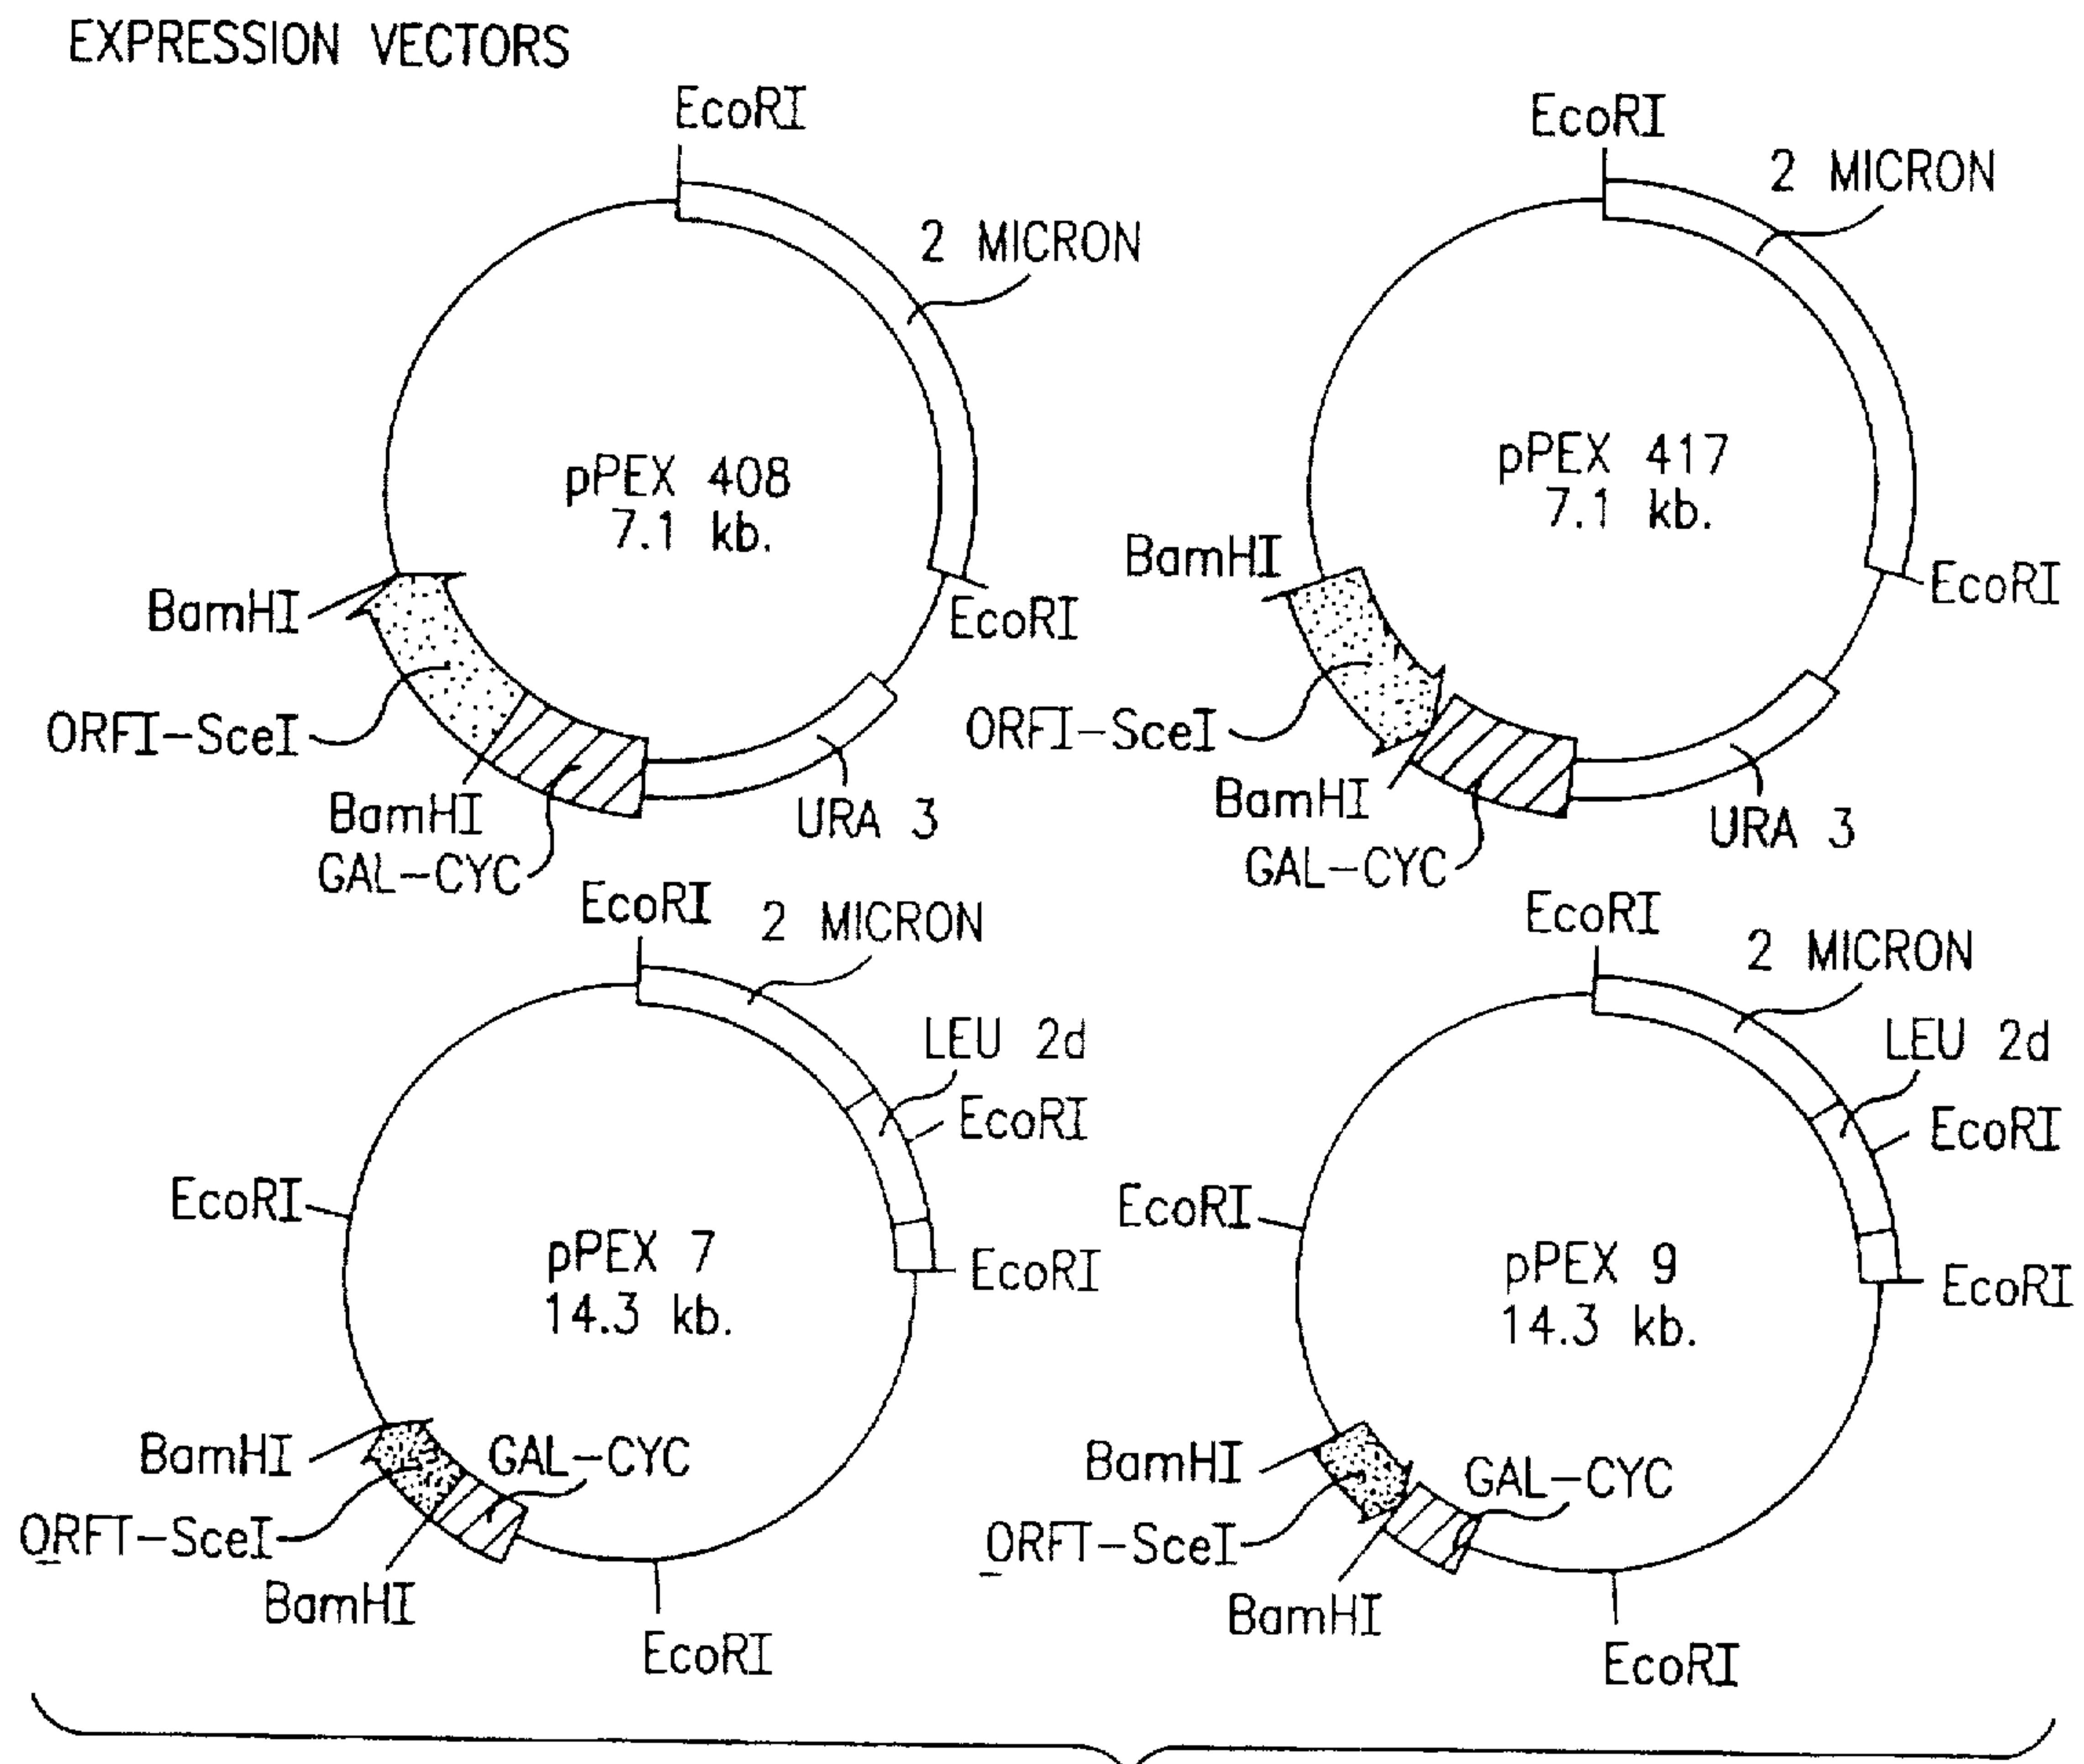 EXPRESSION VECTORS
EcoRI
2 MICRON
pPEX 408
7.1 kb.
BamHI
EcoRI
ORFI-SceI
BamHI
URA 3
GAL-CYC
EcoRI
2 MICRON
pPEX 417
7.1 kb.
BamHI
EcoRI
ORFI-SceI
BamHI
URA 3
GAL-CYC
EcoRI
2 MICRON
LEU 2d
EcoRI
EcoRI
pPEX 7
14.3 kb.
EcoRI
BamHI
GAL-CYC
ORFT-SceI
BamHI
EcoRI
EcoRI
2 MICRON
LEU 2d
EcoRI
EcoRI
pPEX 9
14.3 kb.
EcoRI
BamHI
GAL-CYC
ORFT-SceI
BamHI
EcoRI